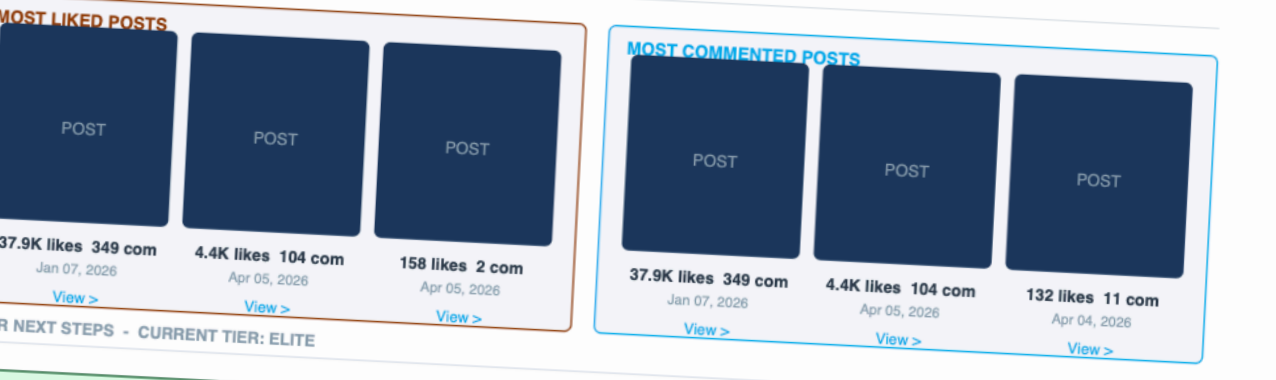 MOST LIKED POSTS
POST
POST
POST
37.9K likes 349 com
4.4K likes 104 com
158 likes 2 com
Jan 07, 2026
Apr 05, 2026
Apr 05, 2026
View >
View >
View >
MOST COMMENTED POSTS
POST
POST
POST
37.9K likes 349 com
4.4K likes 104 com
132 likes 11 com
Jan 07, 2026
Apr 05, 2026
Apr 04, 2026
View >
View >
View >
R NEXT STEPS - CURRENT TIER: ELITE